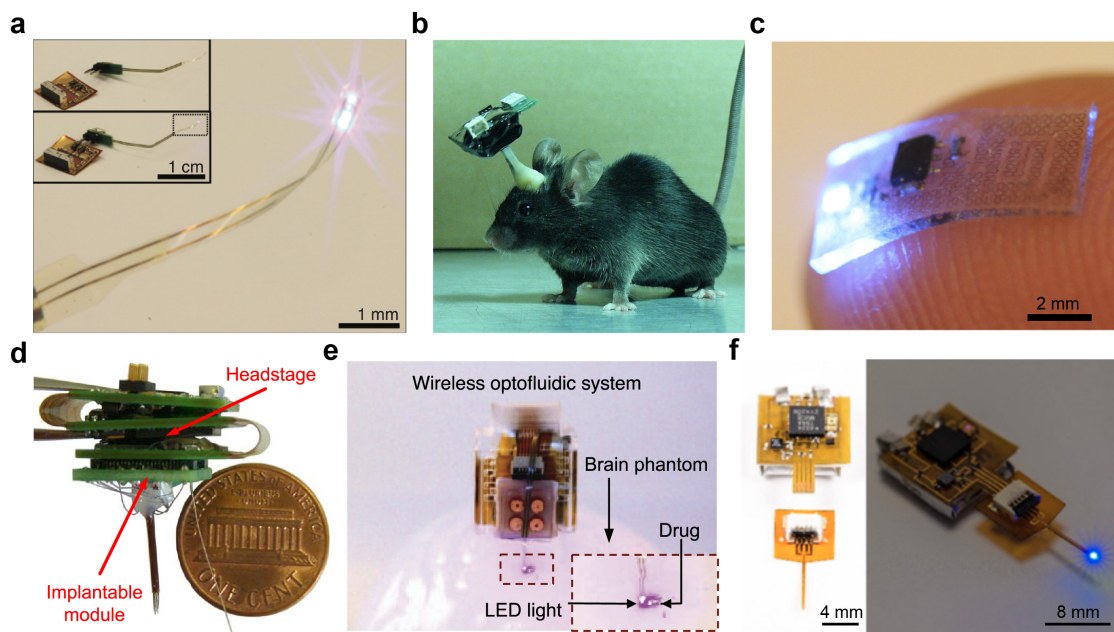 a
1 cm
1 mm
b
c
2 mm
d
Headstage
Implantable
module
UNITED STATES OF AMERICA
ONE CENT
e
Wireless optofluidic system
Brain phantom
Drug
LED light
f
4 mm
8 mm